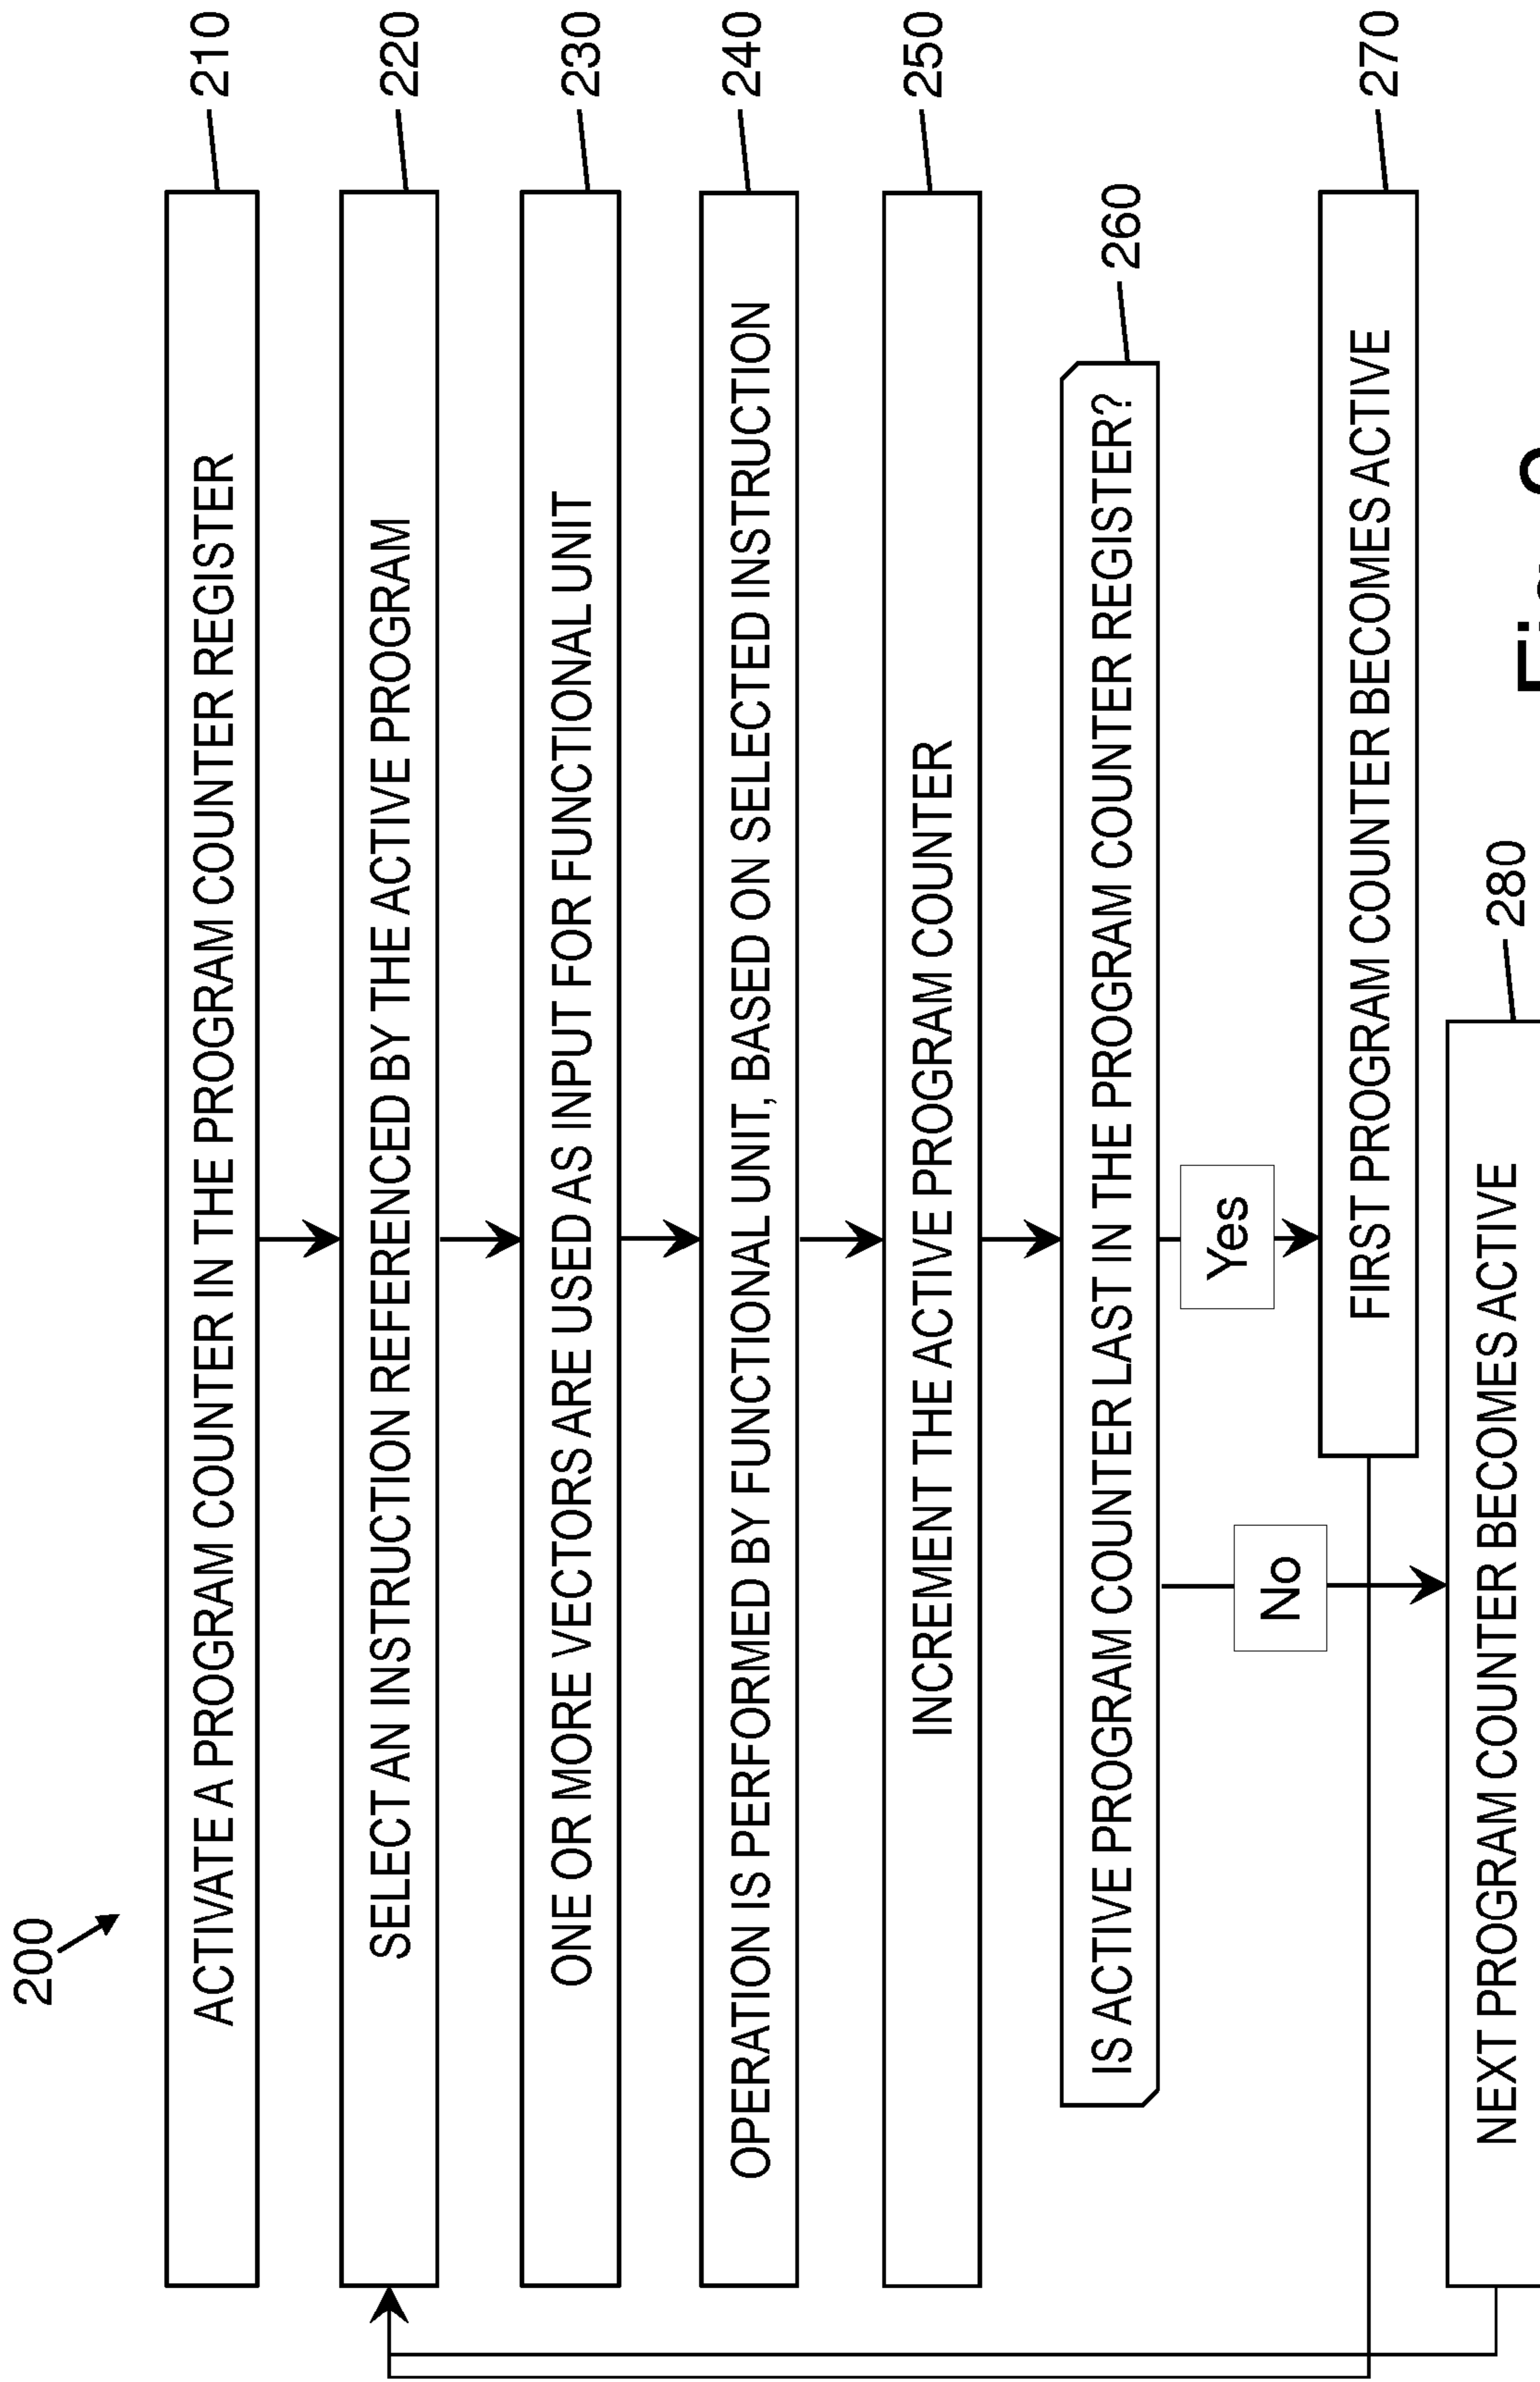 200
ACTIVATE A PROGRAM COUNTER IN THE PROGRAM COUNTER REGISTER
210
SELECT AN INSTRUCTION REFERENCED BY THE ACTIVE PROGRAM
220
ONE OR MORE VECTORS ARE USED AS INPUT FOR FUNCTIONAL UNIT
230
OPERATION IS PERFORMED BY FUNCTIONAL UNIT, BASED ON SELECTED INSTRUCTION
240
INCREMENT THE ACTIVE PROGRAM COUNTER
250
IS ACTIVE PROGRAM COUNTER LAST IN THE PROGRAM COUNTER REGISTER?
260
Yes
No
FIRST PROGRAM COUNTER BECOMES ACTIVE
270
NEXT PROGRAM COUNTER BECOMES ACTIVE
280